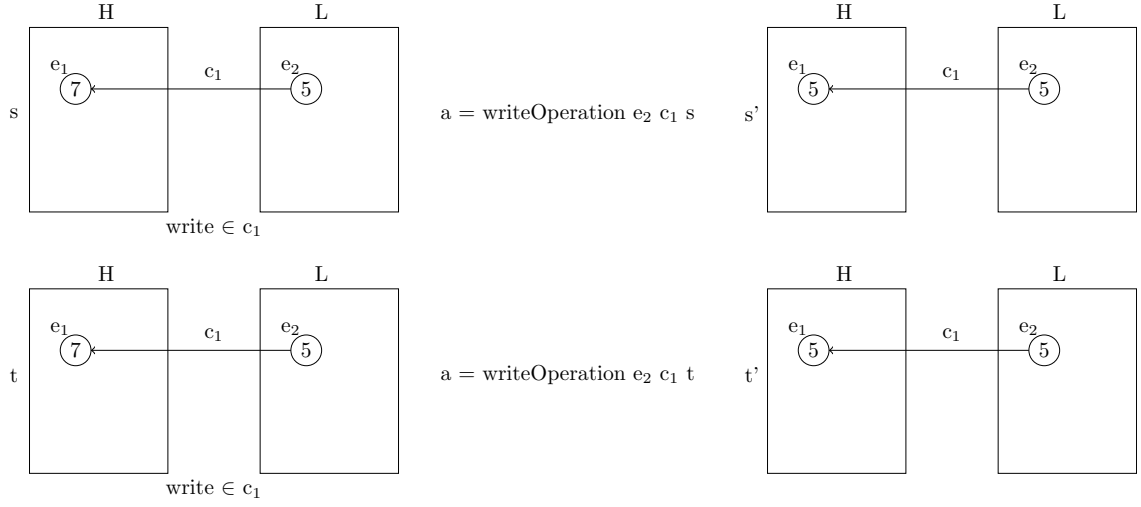 H L H L
e₁ e₂ e₁ e₂
c₁ c₁
7 5 5 5
s a = writeOperation e₂ c₁ s s'
write ∈ c₁
H L H L
e₁ e₂ e₁ e₂
c₁ c₁
7 5 5 5
t a = writeOperation e₂ c₁ t t'
write ∈ c₁